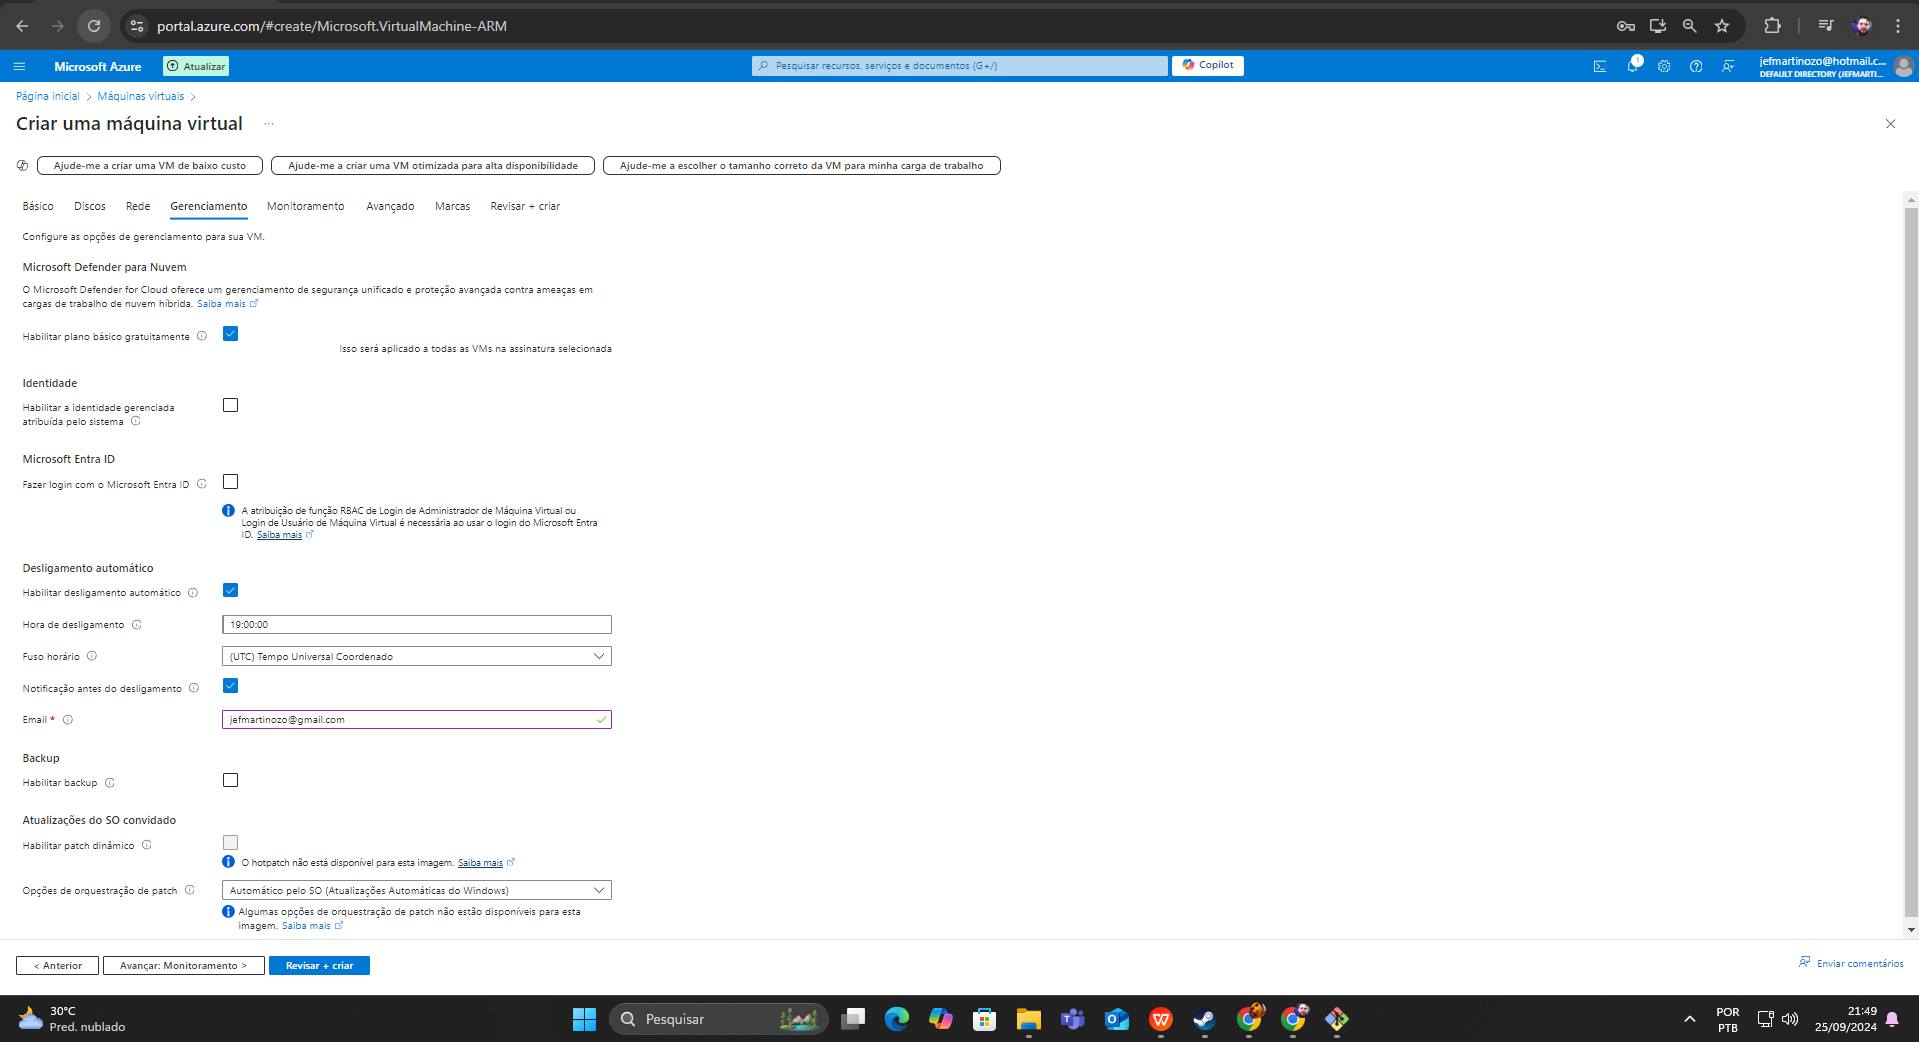 portal.azure.com/#create/Microsoft.VirtualMachine-ARM
Microsoft Azure
Atualizar
Pesquisar recursos, serviços e documentos (G+/)
Copilot
1
jefmartinozo@hotmail.c...
DEFAULT DIRECTORY (JEFMARTI...
Página inicial > Máquinas virtuais >
Criar uma máquina virtual ...
Ajude-me a criar uma VM de baixo custo
Ajude-me a criar uma VM otimizada para alta disponibilidade
Ajude-me a escolher o tamanho correto da VM para minha carga de trabalho
Básico Discos Rede Gerenciamento Monitoramento Avançado Marcas Revisar + criar
Configure as opções de gerenciamento para sua VM.
Microsoft Defender para Nuvem
O Microsoft Defender for Cloud oferece um gerenciamento de segurança unificado e proteção avançada contra ameaças em
cargas de trabalho de nuvem híbrida. Saiba mais
Habilitar plano básico gratuitamente
Isso será aplicado a todas as VMs na assinatura selecionada
Identidade
Habilitar a identidade gerenciada
atribuída pelo sistema
Microsoft Entra ID
Fazer login com o Microsoft Entra ID
A atribuição de função RBAC de Login de Administrador de Máquina Virtual ou
Login de Usuário de Máquina Virtual é necessária ao usar o login do Microsoft Entra
ID. Saiba mais
Desligamento automático
Habilitar desligamento automático
Hora de desligamento
19:00:00
Fuso horário
(UTC) Tempo Universal Coordenado
Notificação antes do desligamento
Email *
jefmartinozo@gmail.com
Backup
Habilitar backup
Atualizações do SO convidado
Habilitar patch dinâmico
O hotpatch não está disponível para esta imagem. Saiba mais
Opções de orquestração de patch
Automático pelo SO (Atualizações Automáticas do Windows)
Algumas opções de orquestração de patch não estão disponíveis para esta
imagem. Saiba mais
< Anterior
Avançar: Monitoramento >
Revisar + criar
Enviar comentários
30°C
Pred. nublado
Pesquisar
POR
PTB
21:49
25/09/2024